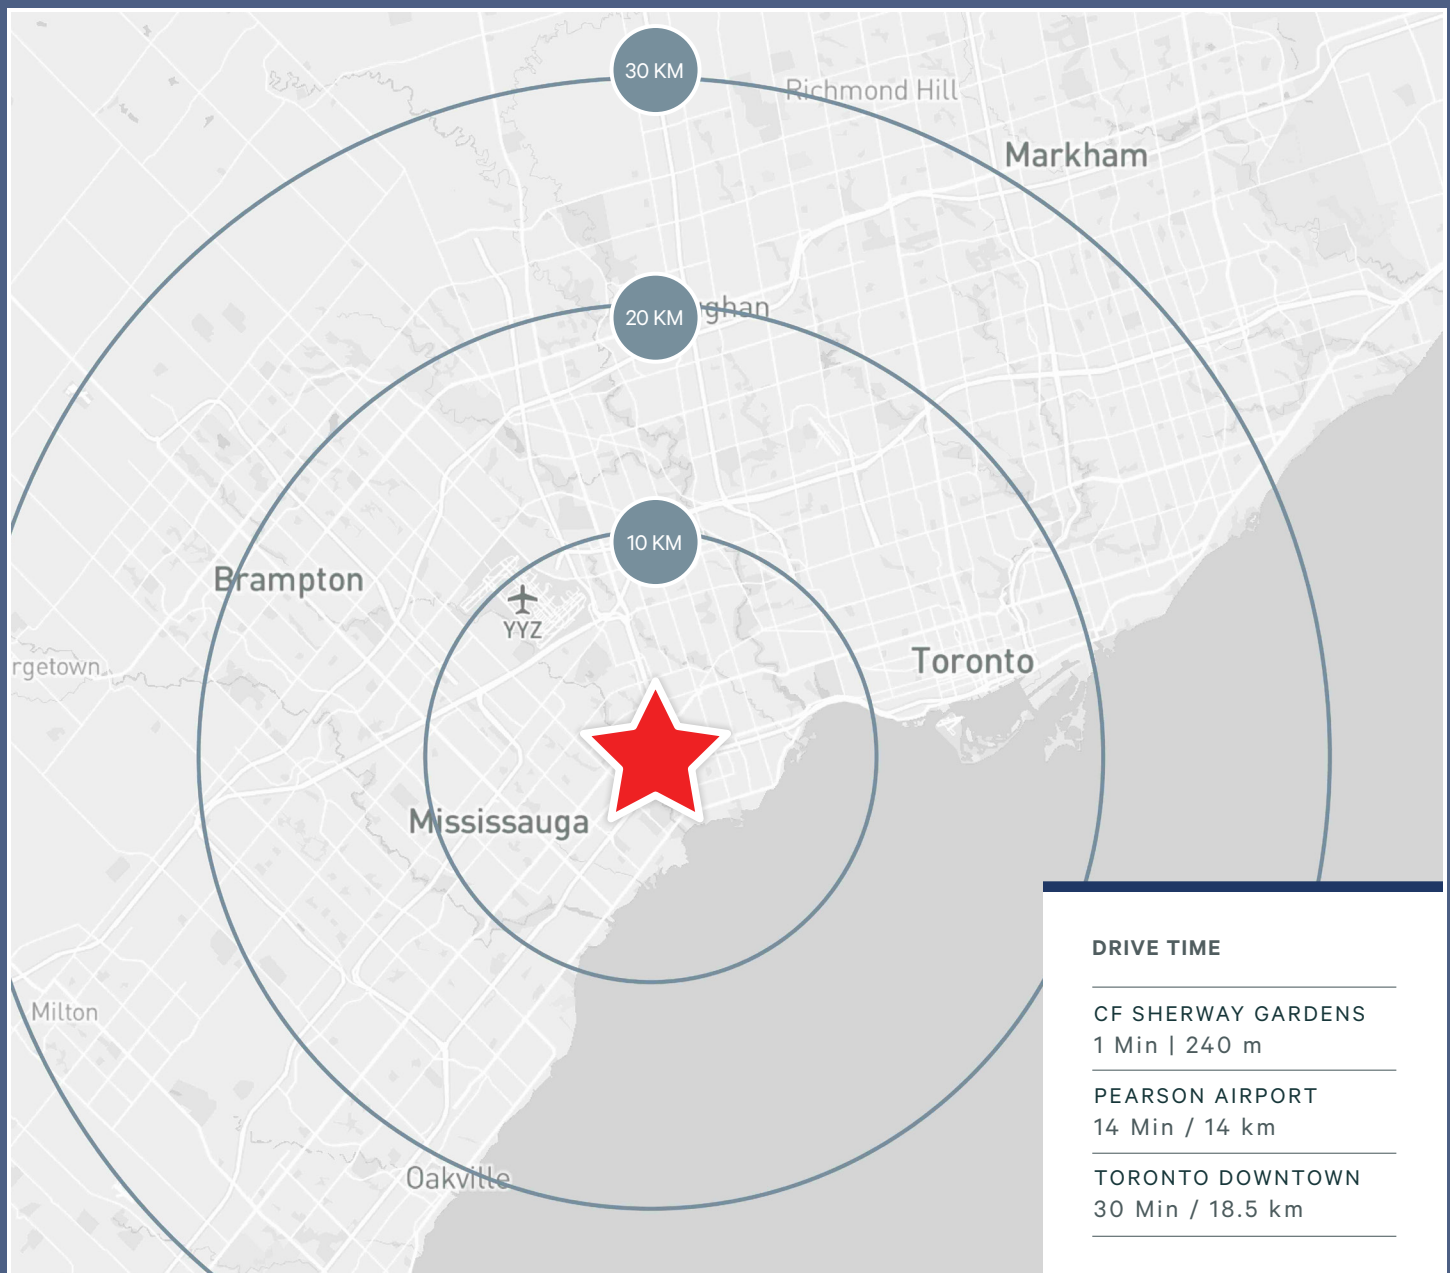 30 KM
Richmond Hill
Markham
20 KM
ghan
10 KM
Brampton
YYZ
rgetown
Toronto
Mississauga
Milton
Oakville
DRIVE TIME
CF SHERWAY GARDENS
1 Min | 240 m
PEARSON AIRPORT
14 Min / 14 km
TORONTO DOWNTOWN
30 Min / 18.5 km